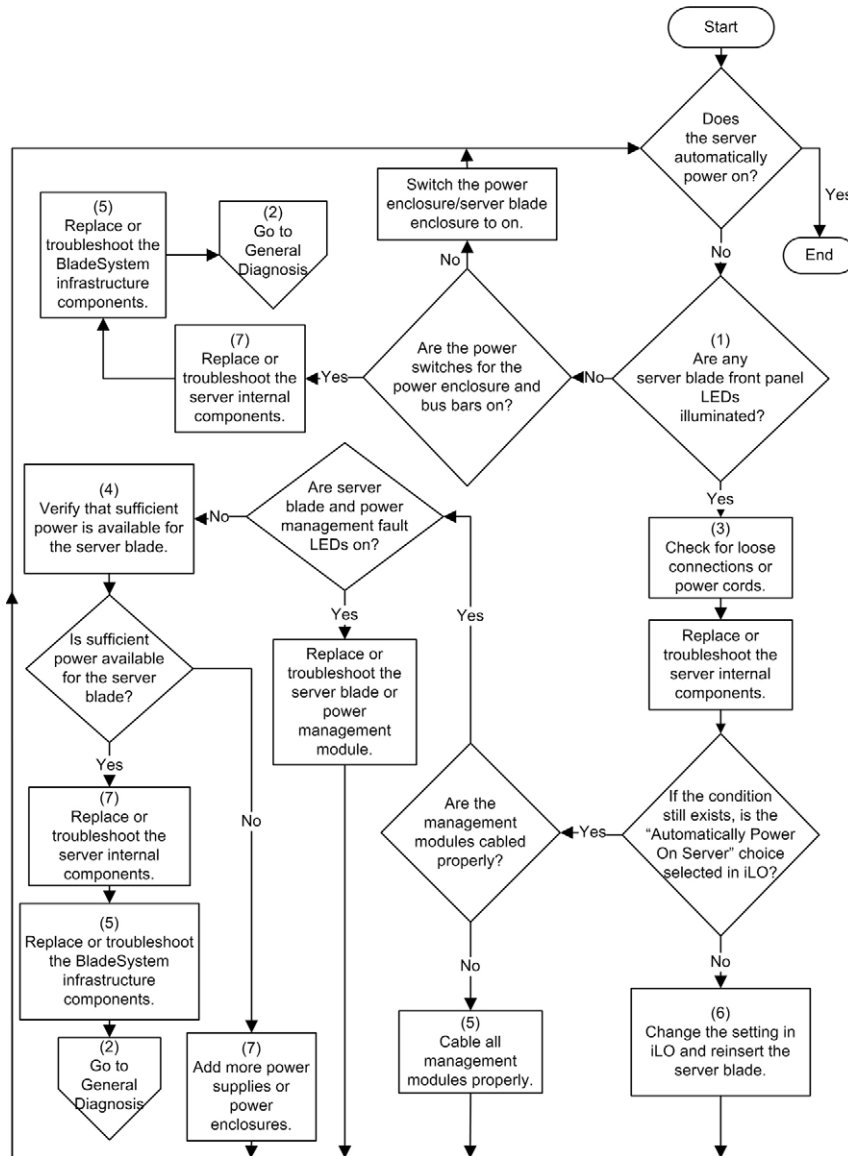 Start
Does
the server
automatically
power on?
Yes
End
No
Switch the power
enclosure/server blade
enclosure to on.
No
(5)
Replace or
troubleshoot the
BladeSystem
infrastructure
components.
(2)
Go to
General
Diagnosis
(7)
Replace or
troubleshoot the
server internal
components.
Yes
Are the power
switches for the
power enclosure and
bus bars on?
No
(1)
Are any
server blade front panel
LEDs
illuminated?
Yes
(3)
Check for loose
connections or
power cords.
Replace or
troubleshoot the
server internal
components.
If the condition
still exists, is the
“Automatically Power
On Server” choice
selected in iLO?
Yes
No
(6)
Change the setting in
iLO and reinsert the
server blade.
Are the
management
modules cabled
properly?
Yes
No
(5)
Cable all
management
modules properly.
Are server
blade and power
management fault
LEDs on?
No
Yes
Replace or
troubleshoot the
server blade or
power
management
module.
(4)
Verify that sufficient
power is available for
the server blade.
Is sufficient
power available
for the server
blade?
Yes
No
(7)
Replace or
troubleshoot the
server internal
components.
(5)
Replace or troubleshoot
the BladeSystem
infrastructure
components.
(2)
Go to
General
Diagnosis
(7)
Add more power
supplies or
power
enclosures.